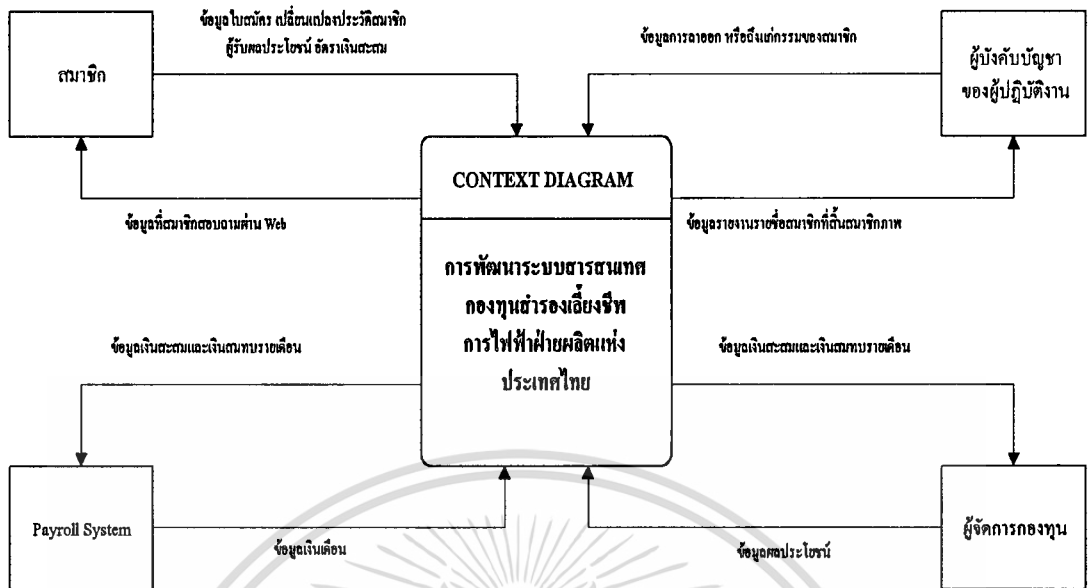 ข้อมูลใบสมัคร เปลี่ยนแปลงประวัติสมาชิก
ผู้รับผลประโยชน์ อัตราเงินสะสม
ข้อมูลการลาออก หรือถึงแก่กรรมของสมาชิก
สมาชิก
ผู้บังคับบัญชา
ของผู้ปฏิบัติงาน
CONTEXT DIAGRAM
ข้อมูลที่สมาชิกสอบถามผ่าน Web
ข้อมูลรายงานรายชื่อสมาชิกที่สิ้นสมาชิกภาพ
การพัฒนาระบบสารสนเทศ
กองทุนสำรองเลี้ยงชีพ
การไฟฟ้าฝ่ายผลิตแห่ง
ประเทศไทย
ข้อมูลเงินสะสมและเงินสมทบรายเดือน
ข้อมูลเงินสะสมและเงินสมทบรายเดือน
Payroll System
ผู้จัดการกองทุน
ข้อมูลเงินเดือน
ข้อมูลผลประโยชน์